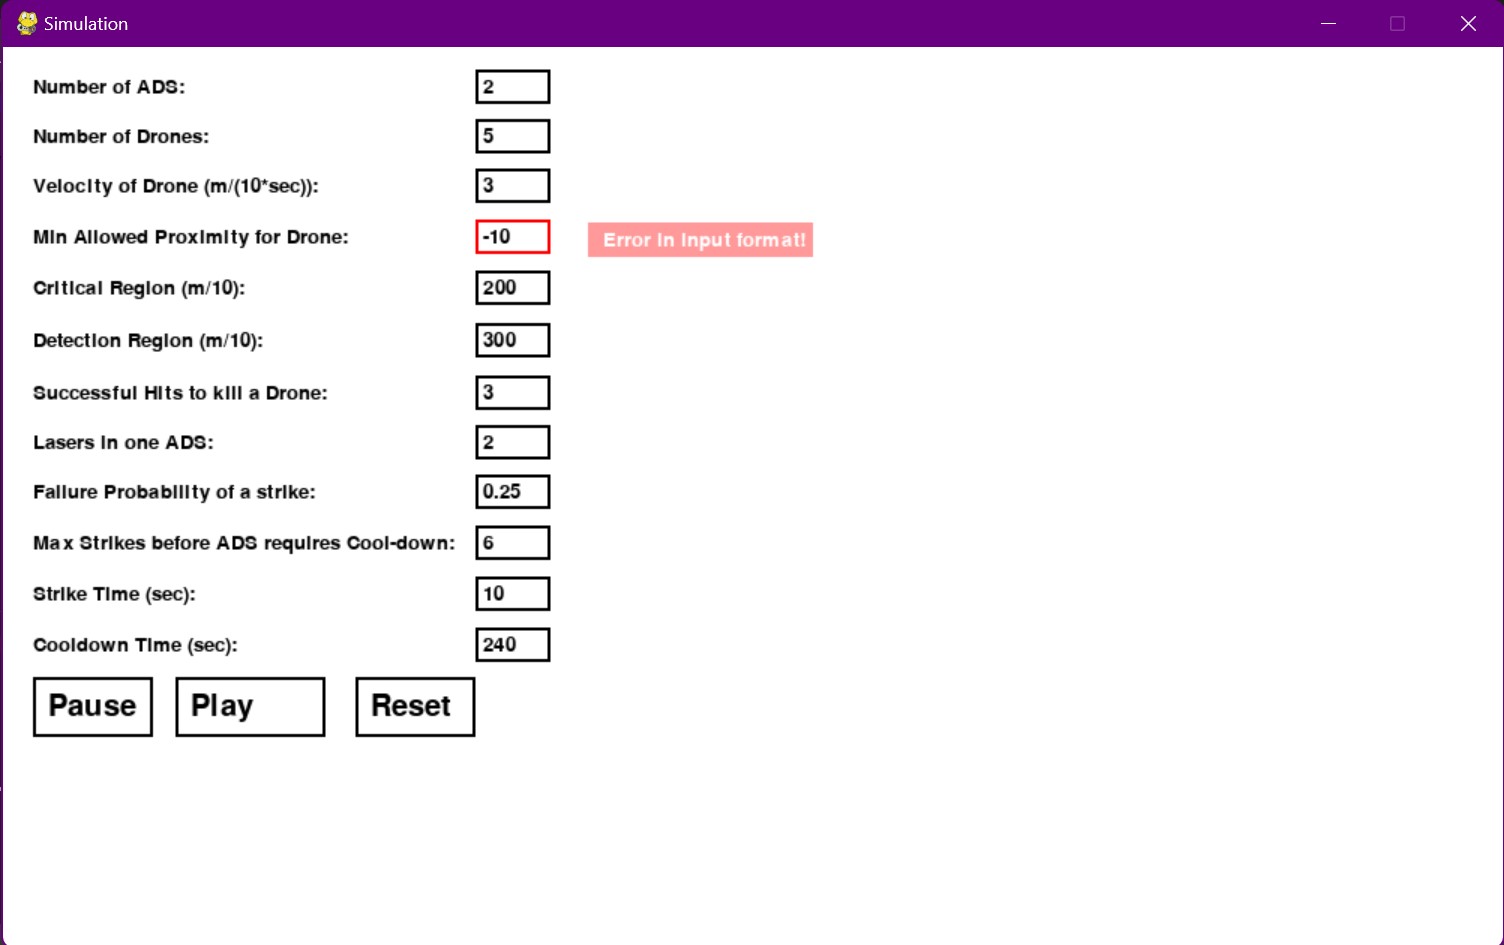 Simulation
Number of ADS: 2
Number of Drones: 5
Velocity of Drone (m/(10*sec)): 3
Min Allowed Proximity for Drone: -10 Error in input format!
Critical Region (m/10): 200
Detection Region (m/10): 300
Successful Hits to kill a Drone: 3
Lasers in one ADS: 2
Failure Probability of a strike: 0.25
Max Strikes before ADS requires Cool-down: 6
Strike Time (sec): 10
Cooldown Time (sec): 240
Pause Play Reset